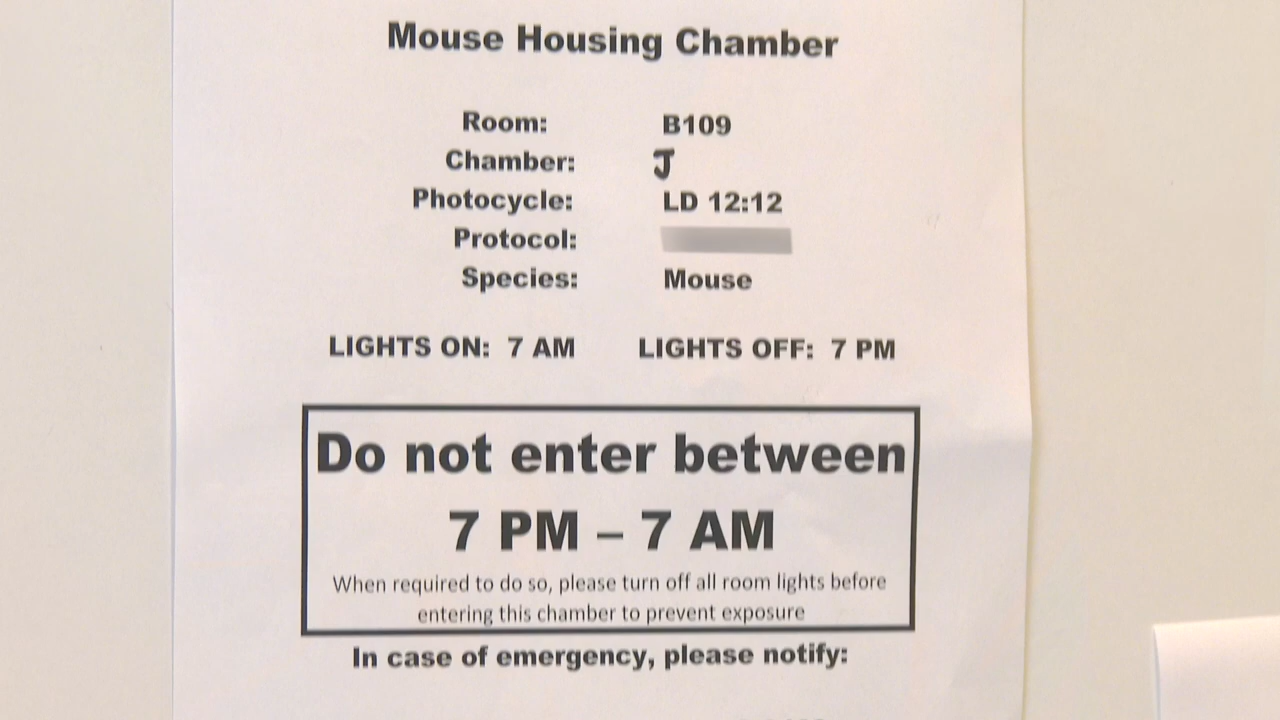 Mouse Housing Chamber
Room: B109
Chamber: J
Photocycle: LD 12:12
Protocol:
Species: Mouse
LIGHTS ON: 7 AM LIGHTS OFF: 7 PM
Do not enter between
7 PM – 7 AM
When required to do so, please turn off all room lights before
entering this chamber to prevent exposure
In case of emergency, please notify: